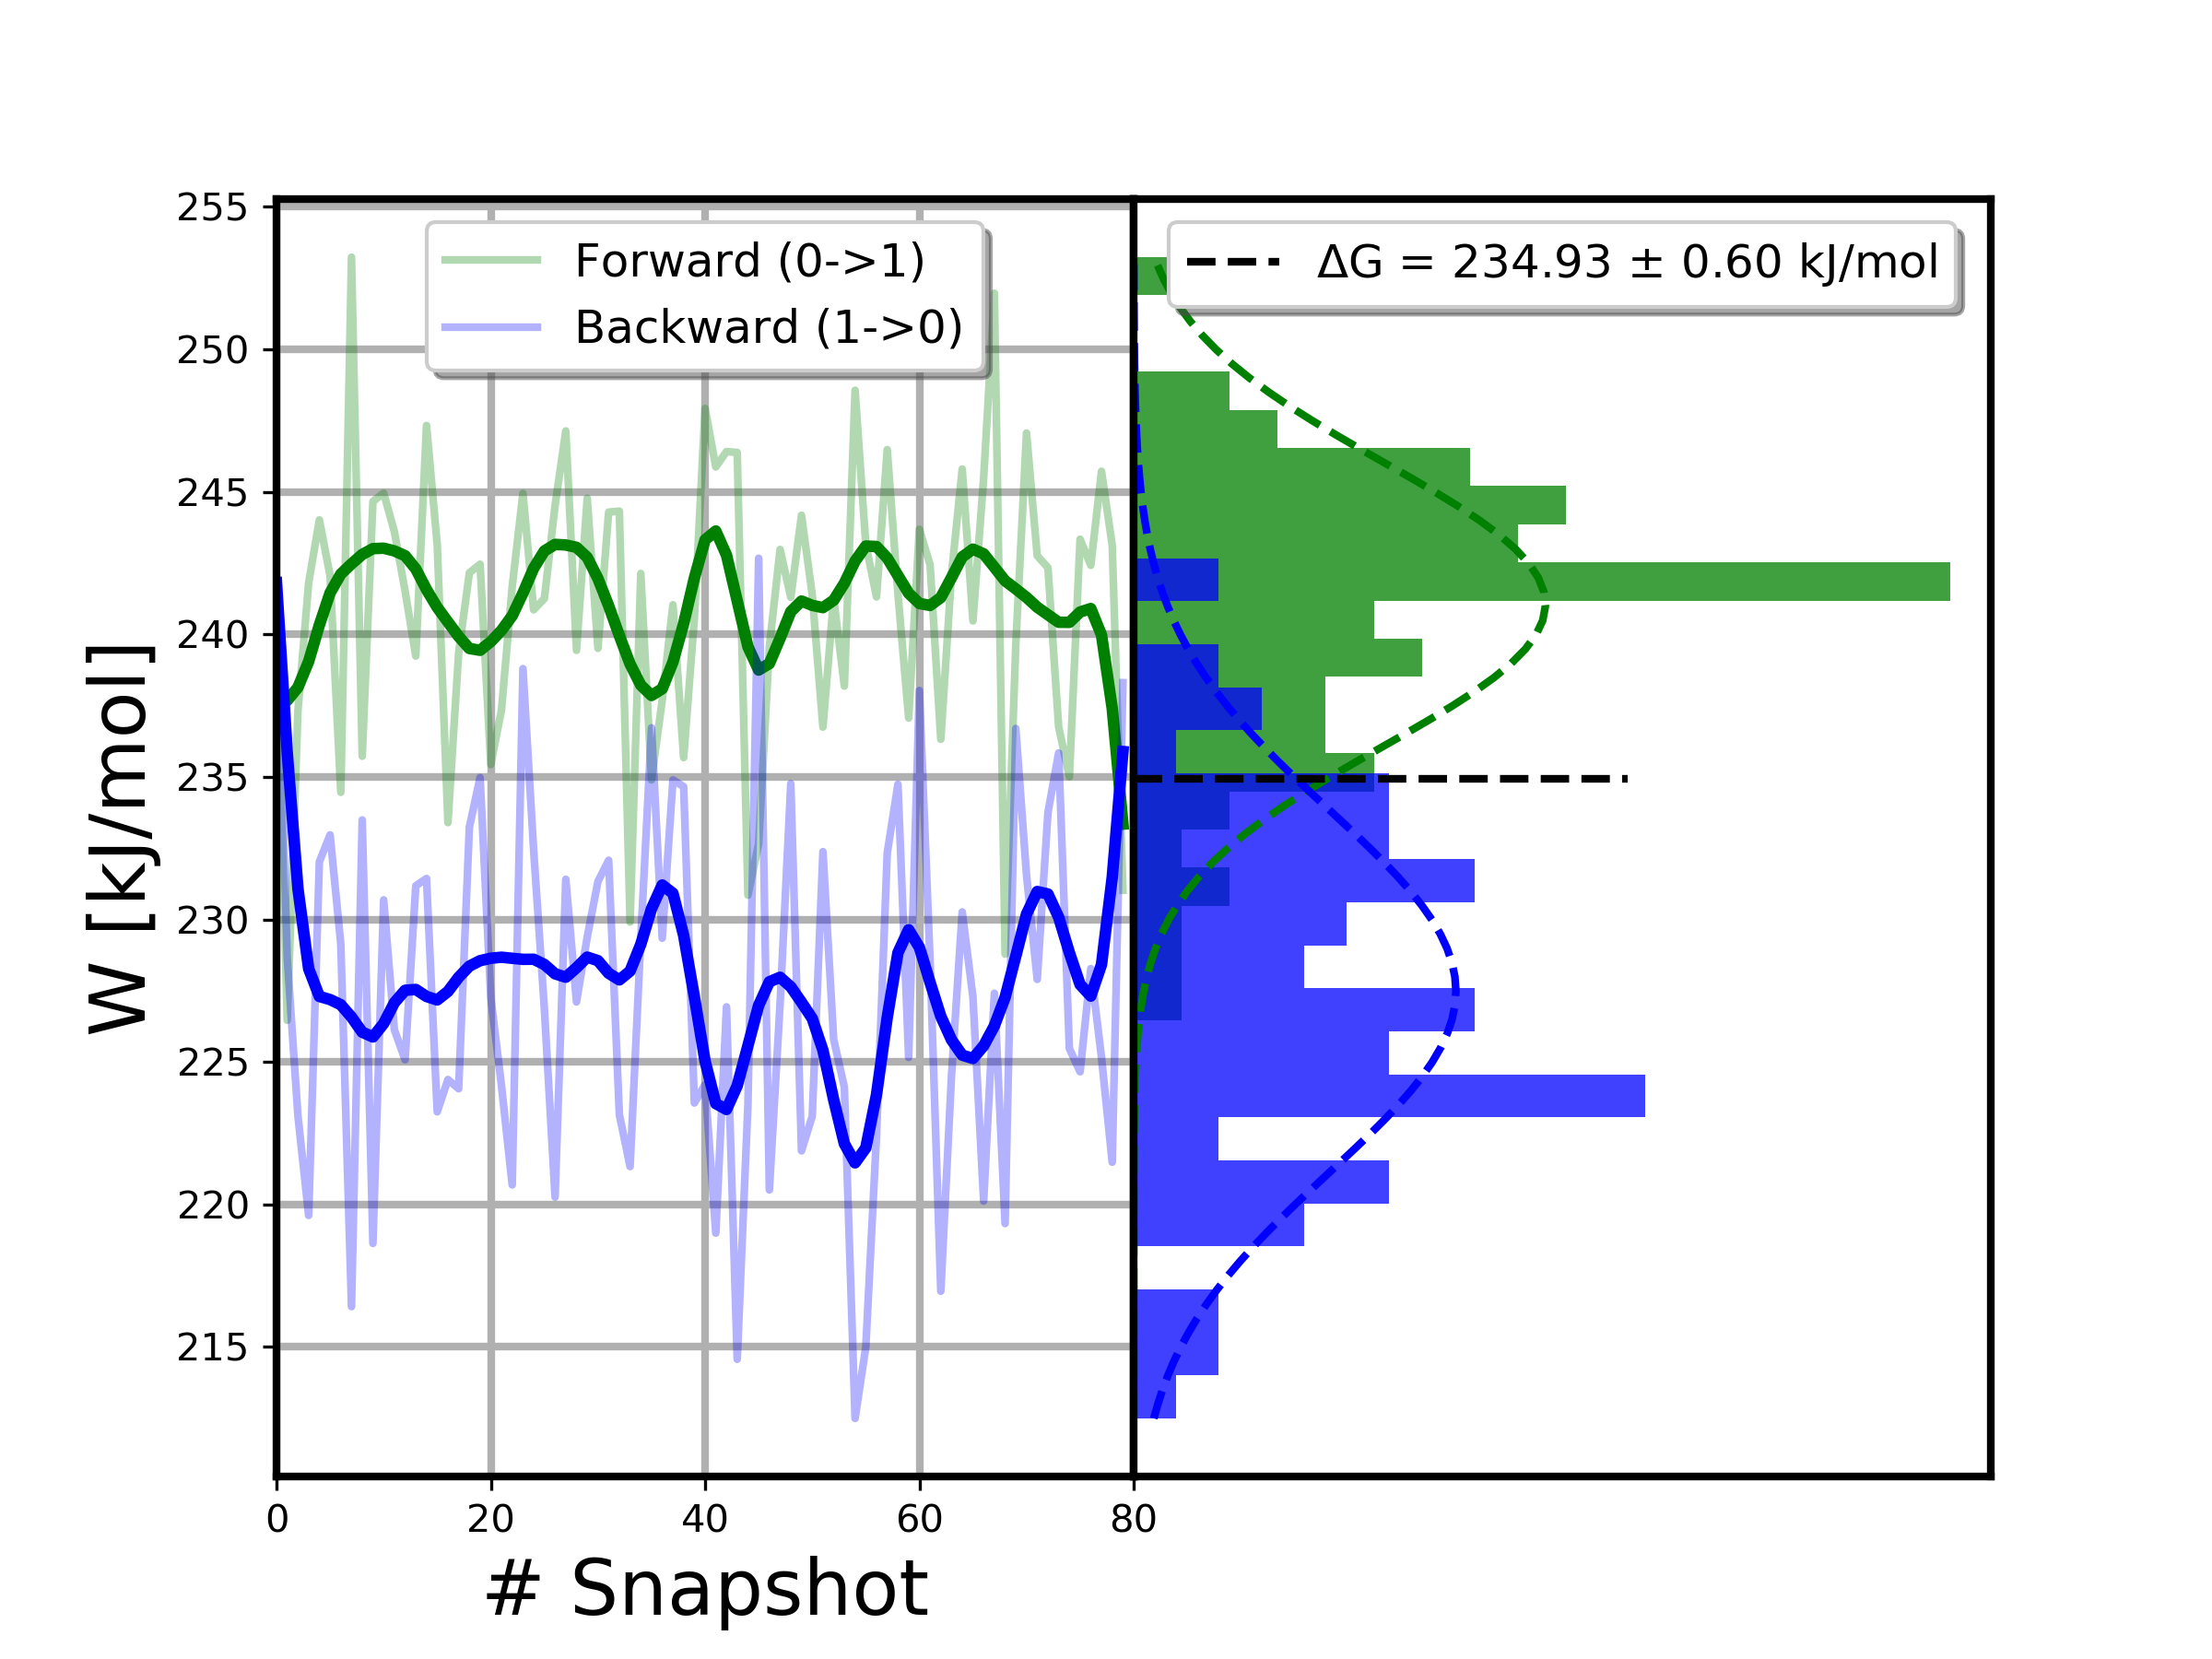 255
250
245
240
235
230
225
220
215
W [kJ/mol]
Forward (0->1)
Backward (1->0)
ΔG = 234.93 ± 0.60 kJ/mol
0 20 40 60 80
# Snapshot